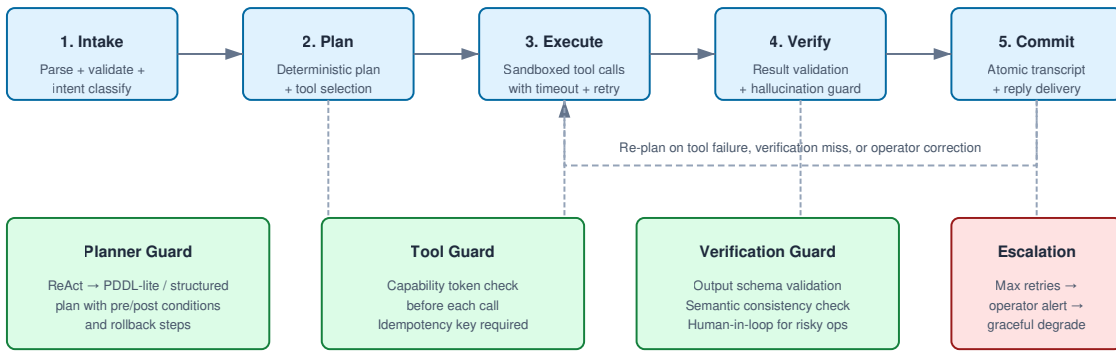 1. Intake
Parse + validate +
intent classify
2. Plan
Deterministic plan
+ tool selection
3. Execute
Sandboxed tool calls
with timeout + retry
4. Verify
Result validation
+ hallucination guard
5. Commit
Atomic transcript
+ reply delivery
Re-plan on tool failure, verification miss, or operator correction
Planner Guard
ReAct → PDDL-lite / structured
plan with pre/post conditions
and rollback steps
Tool Guard
Capability token check
before each call
Idempotency key required
Verification Guard
Output schema validation
Semantic consistency check
Human-in-loop for risky ops
Escalation
Max retries →
operator alert →
graceful degrade